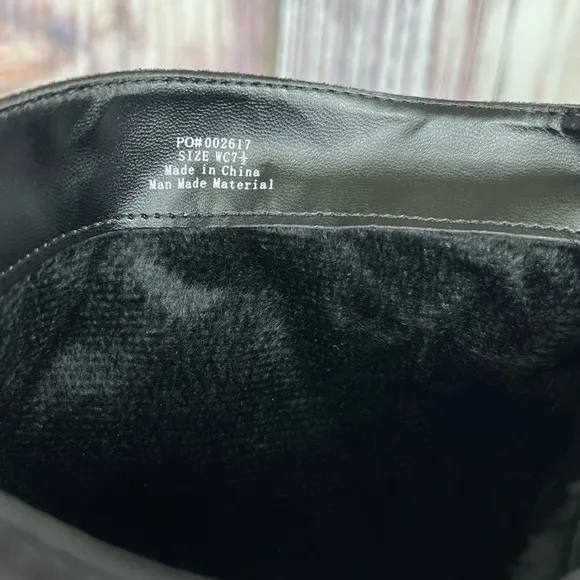 PO#002617
SIZE WC7½
Made in China
Man Made Material